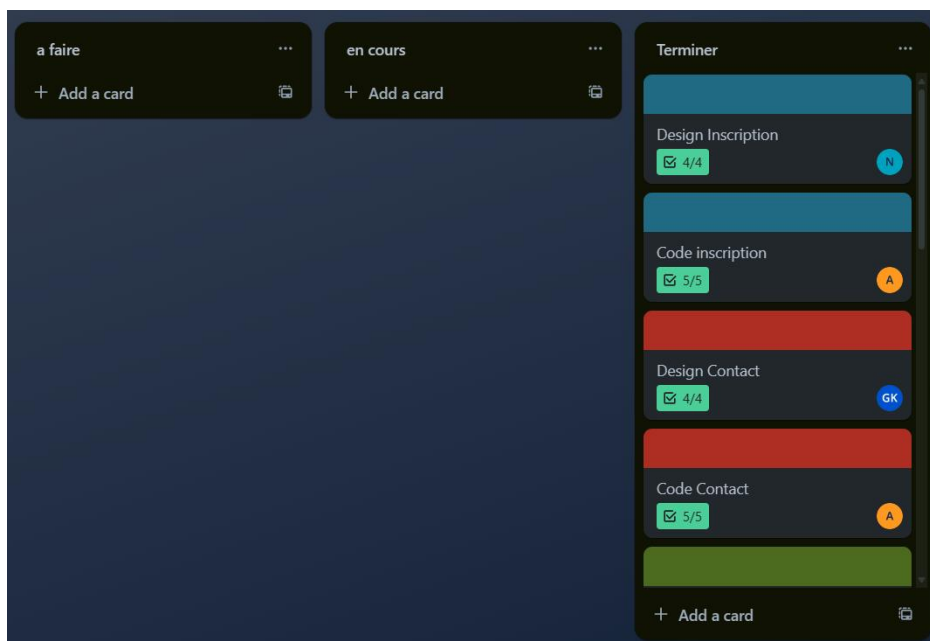 a faire
Add a card
en cours
Add a card
Terminer
Design Inscription
4/4
N
Code inscription
5/5
A
Design Contact
4/4
GK
Code Contact
5/5
A
Add a card